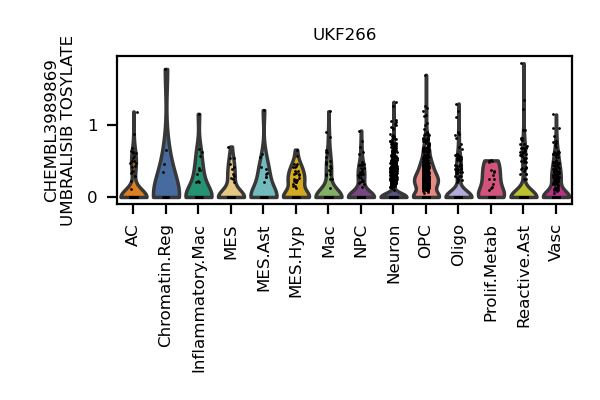 UKF266
CHEMBL3989869
UMBRALISIB TOSYLATE
1
0
AC
Chromatin.Reg
Inflammatory.Mac
MES
MES.Ast
MES.Hyp
Mac
NPC
Neuron
OPC
Oligo
Prolif.Metab
Reactive.Ast
Vasc